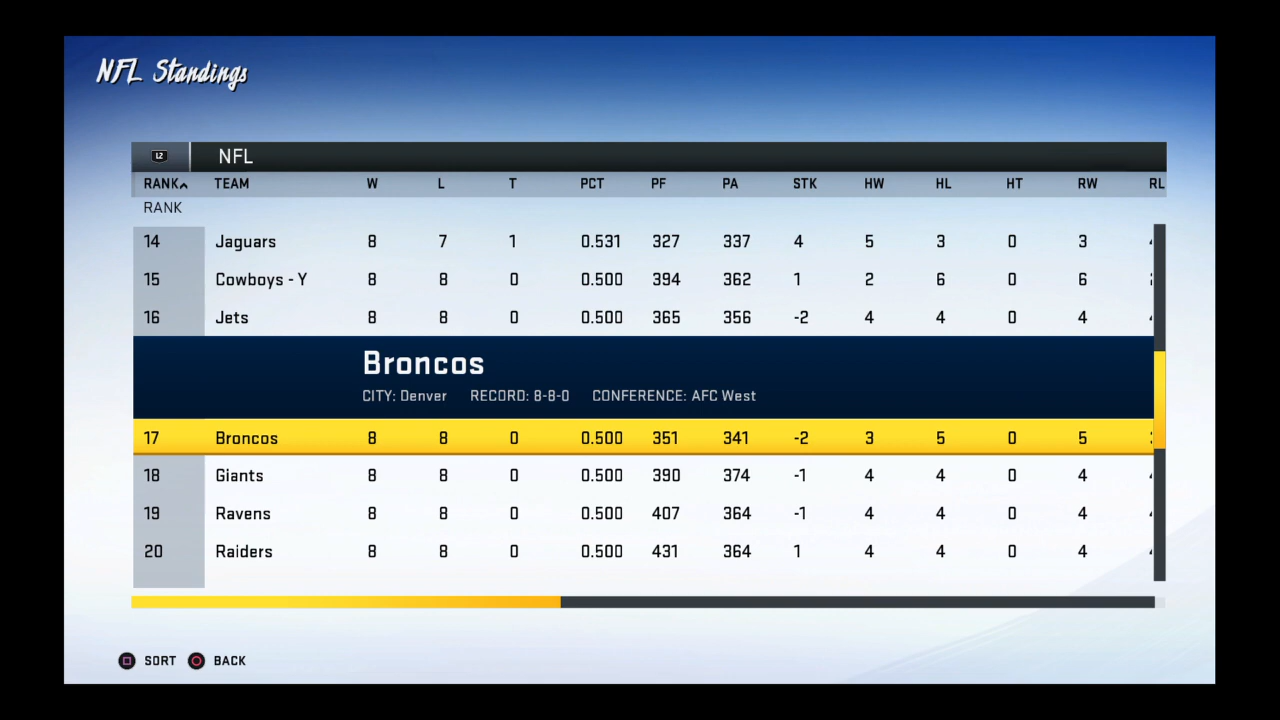 NFL Standings
L2 NFL
RANK TEAM W L T PCT PF PA STK HW HL HT RW RL
RANK
14 Jaguars 8 7 1 0.531 327 337 4 5 3 0 3
15 Cowboys - Y 8 8 0 0.500 394 362 1 2 6 0 6
16 Jets 8 8 0 0.500 365 356 -2 4 4 0 4
Broncos
CITY: Denver RECORD: 8-8-0 CONFERENCE: AFC West
17 Broncos 8 8 0 0.500 351 341 -2 3 5 0 5
18 Giants 8 8 0 0.500 390 374 -1 4 4 0 4
19 Ravens 8 8 0 0.500 407 364 -1 4 4 0 4
20 Raiders 8 8 0 0.500 431 364 1 4 4 0 4
SORT BACK